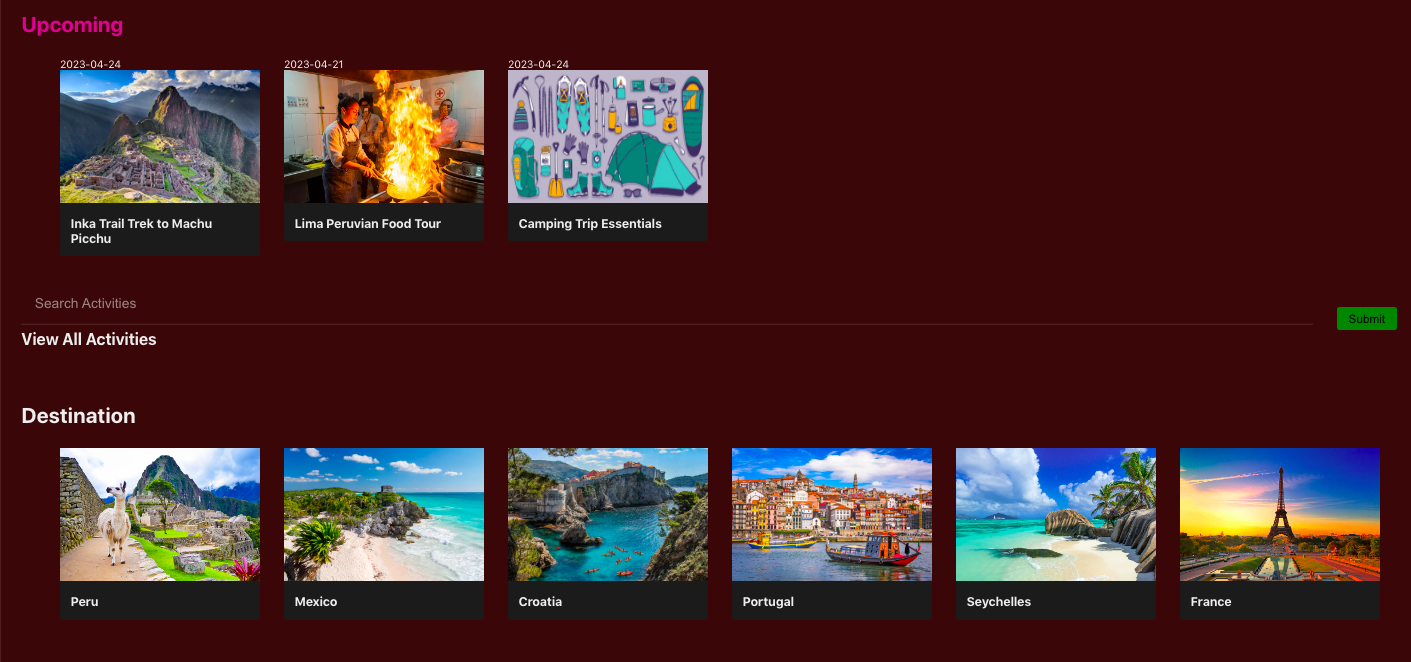 Upcoming
2023-04-24
2023-04-21
2023-04-24
Inka Trail Trek to Machu
Picchu
Lima Peruvian Food Tour
Camping Trip Essentials
Search Activities
Submit
View All Activities
Destination
Peru
Mexico
Croatia
Portugal
Seychelles
France